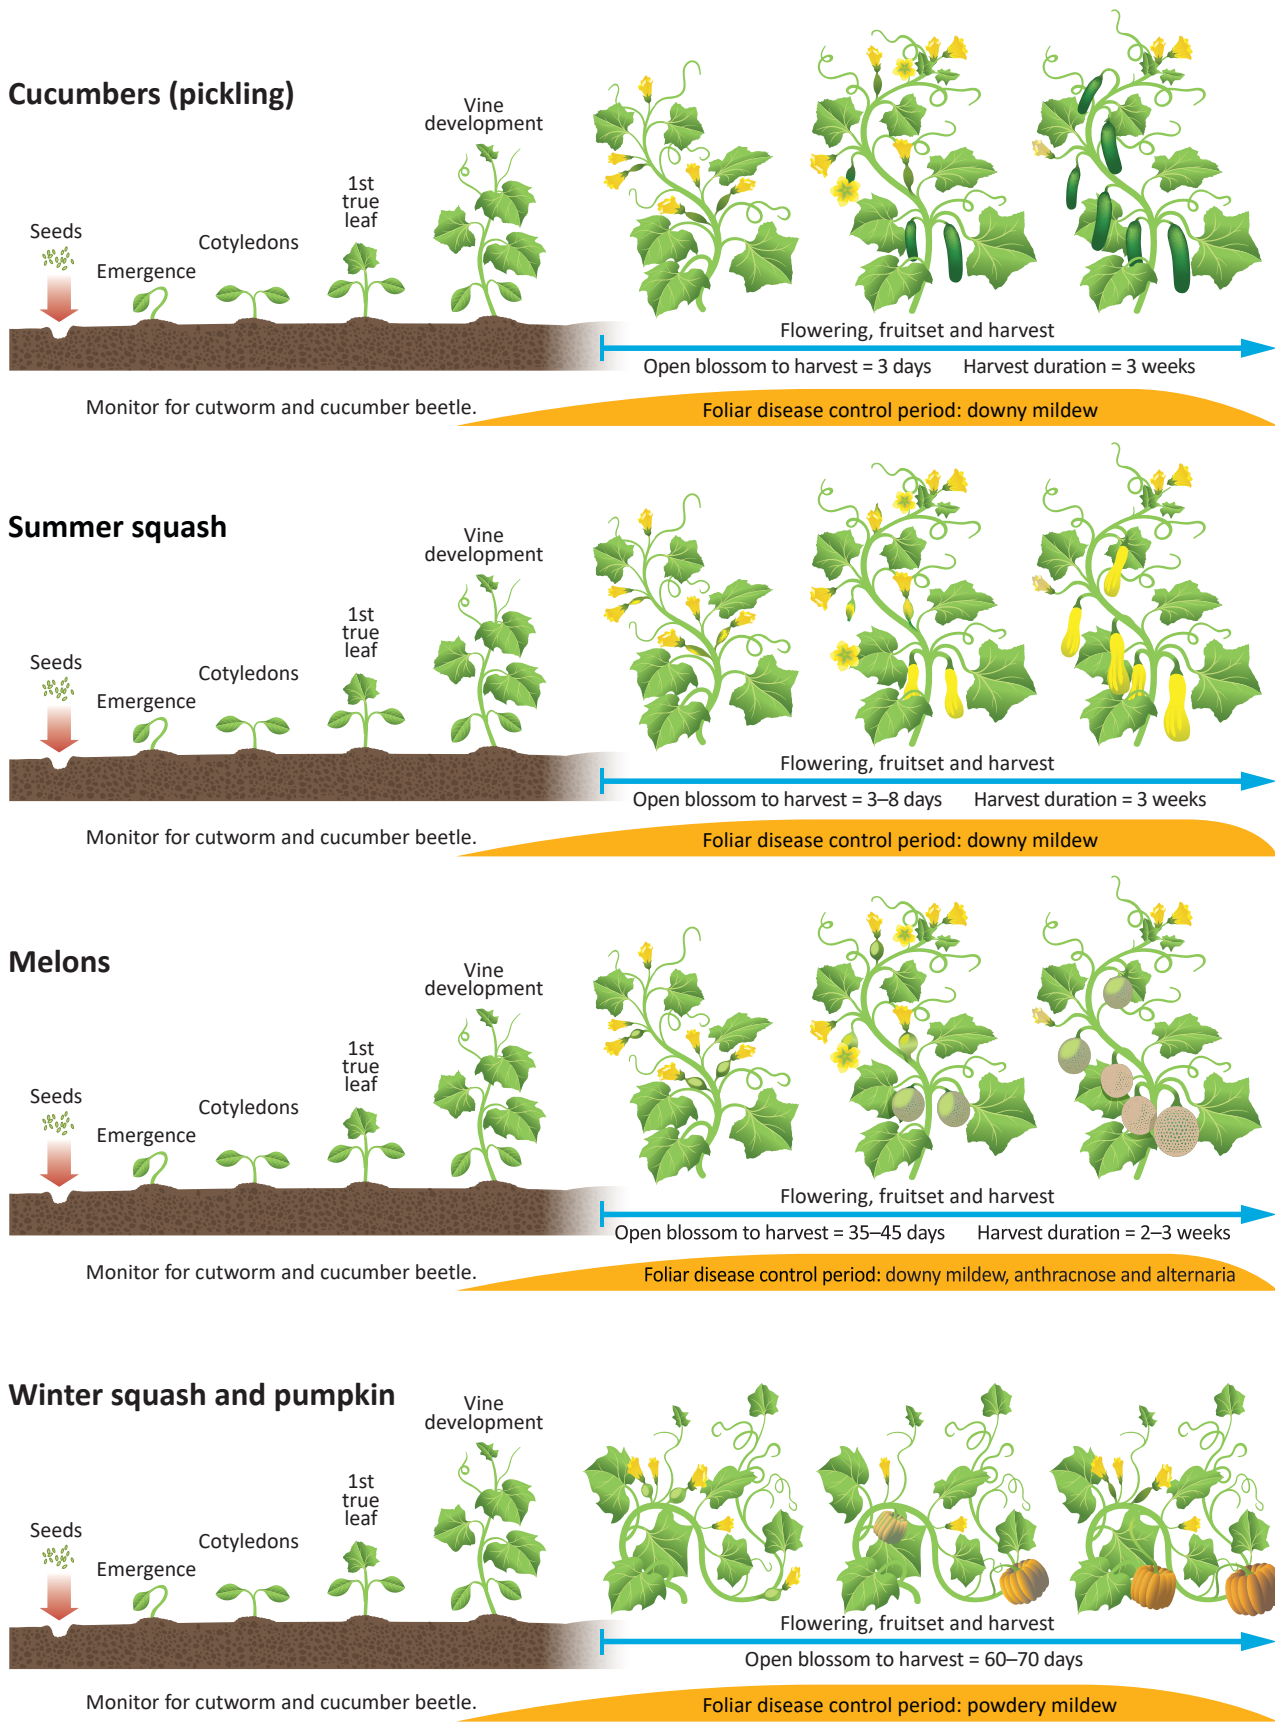 Cucumbers (pickling)
Seeds
Emergence
Cotyledons
1st
true
leaf
Vine
development
Flowering, fruitset and harvest
Open blossom to harvest = 3 days Harvest duration = 3 weeks
Monitor for cutworm and cucumber beetle.
Foliar disease control period: downy mildew
Summer squash
Seeds
Emergence
Cotyledons
1st
true
leaf
Vine
development
Flowering, fruitset and harvest
Open blossom to harvest = 3–8 days Harvest duration = 3 weeks
Monitor for cutworm and cucumber beetle.
Foliar disease control period: downy mildew
Melons
Seeds
Emergence
Cotyledons
1st
true
leaf
Vine
development
Flowering, fruitset and harvest
Open blossom to harvest = 35–45 days Harvest duration = 2–3 weeks
Monitor for cutworm and cucumber beetle.
Foliar disease control period: downy mildew, anthracnose and alternaria
Winter squash and pumpkin
Seeds
Emergence
Cotyledons
1st
true
leaf
Vine
development
Flowering, fruitset and harvest
Open blossom to harvest = 60–70 days
Monitor for cutworm and cucumber beetle.
Foliar disease control period: powdery mildew